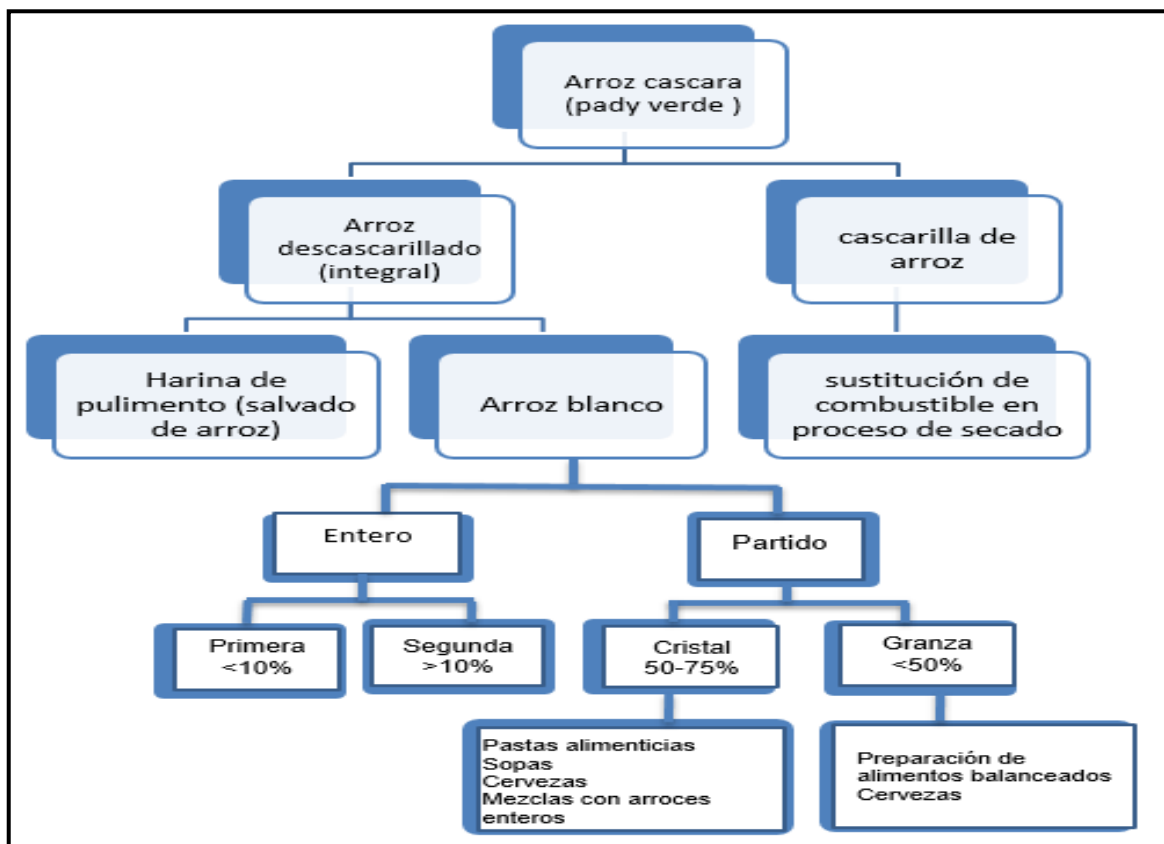 Arroz cascara
(pady verde )
Arroz
descascarillado
(integral)
cascarilla de
arroz
Harina de
pulimento (salvado
de arroz)
Arroz blanco
sustitución de
combustible en
proceso de secado
Entero
Partido
Primera
<10%
Segunda
>10%
Cristal
50-75%
Granza
<50%
Pastas alimenticias
Sopas
Cervezas
Mezclas con arroces
enteros
Preparación de
alimentos balanceados
Cervezas